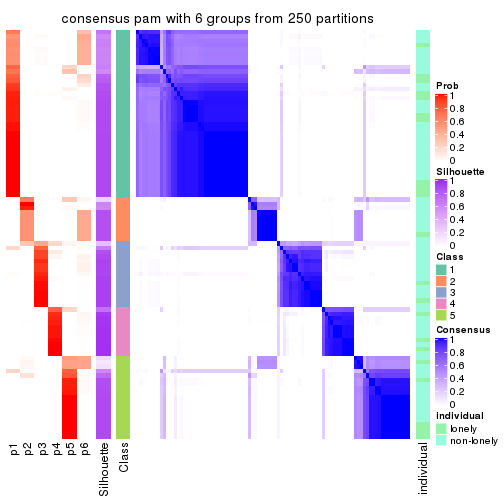 consensus pam with 6 groups from 250 partitions
Prob
1
0.8
0.6
0.4
0.2
0
Silhouette
1
0.8
0.6
0.4
0.2
0
Class
1
2
3
4
5
Consensus
1
0.8
0.6
0.4
0.2
0
individual
lonely
non-lonely
p1
p2
p3
p4
p5
p6
Silhouette
Class
individual